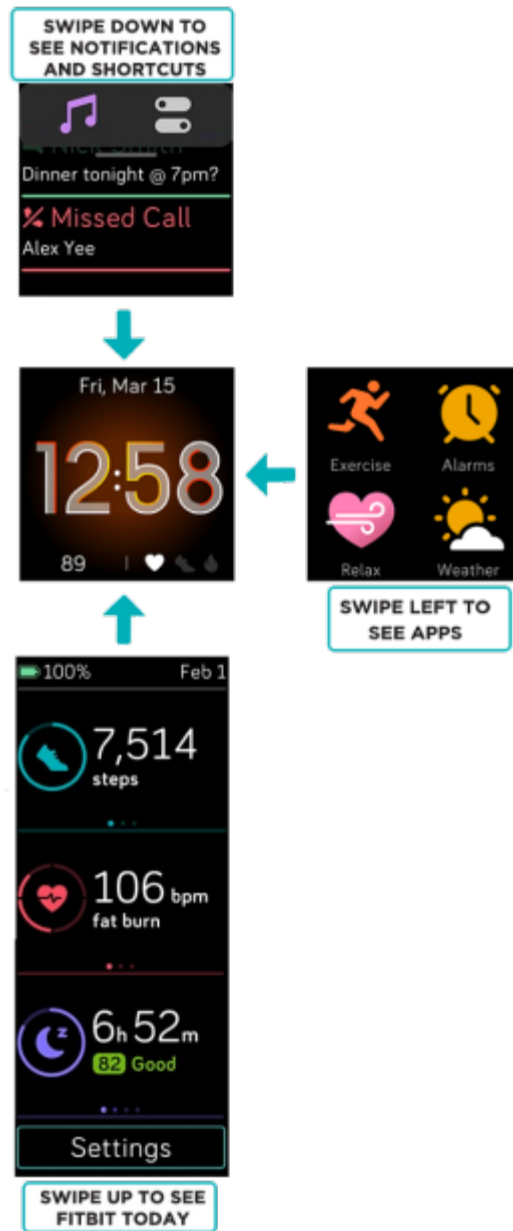 SWIPE DOWN TO
SEE NOTIFICATIONS
AND SHORTCUTS
Nick Smith
Dinner tonight @ 7pm?
Missed Call
Alex Yee
Fri, Mar 15
12:58
89
Exercise Alarms
Relax Weather
SWIPE LEFT TO
SEE APPS
100% Feb 1
7,514
steps
106 bpm
fat burn
6h 52m
82 Good
Settings
SWIPE UP TO SEE
FITBIT TODAY